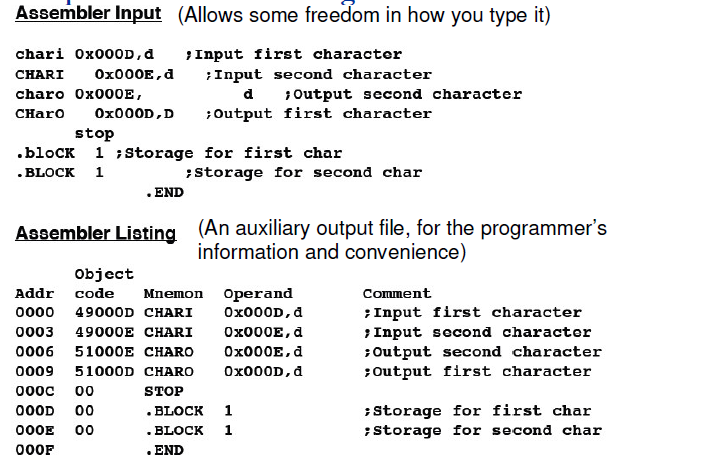 Assembler Input (Allows some freedom in how you type it)
chari 0x000D,d ;Input first character
CHARI 0x000E,d ;Input second character
charo 0x000E, d ;Output second character
CHarO 0x000D,D ;Output first character
stop
.bloCK 1 ;Storage for first char
.BLOCK 1 ;Storage for second char
.END
Assembler Listing (An auxiliary output file, for the programmer's
information and convenience)
Object
Addr code Mnemon Operand Comment
0000 49000D CHARI 0x000D,d ;Input first character
0003 49000E CHARI 0x000E,d ;Input second character
0006 51000E CHARO 0x000E,d ;Output second character
0009 51000D CHARO 0x000D,d ;Output first character
000C 00 STOP
000D 00 .BLOCK 1 ;Storage for first char
000E 00 .BLOCK 1 ;Storage for second char
000F .END